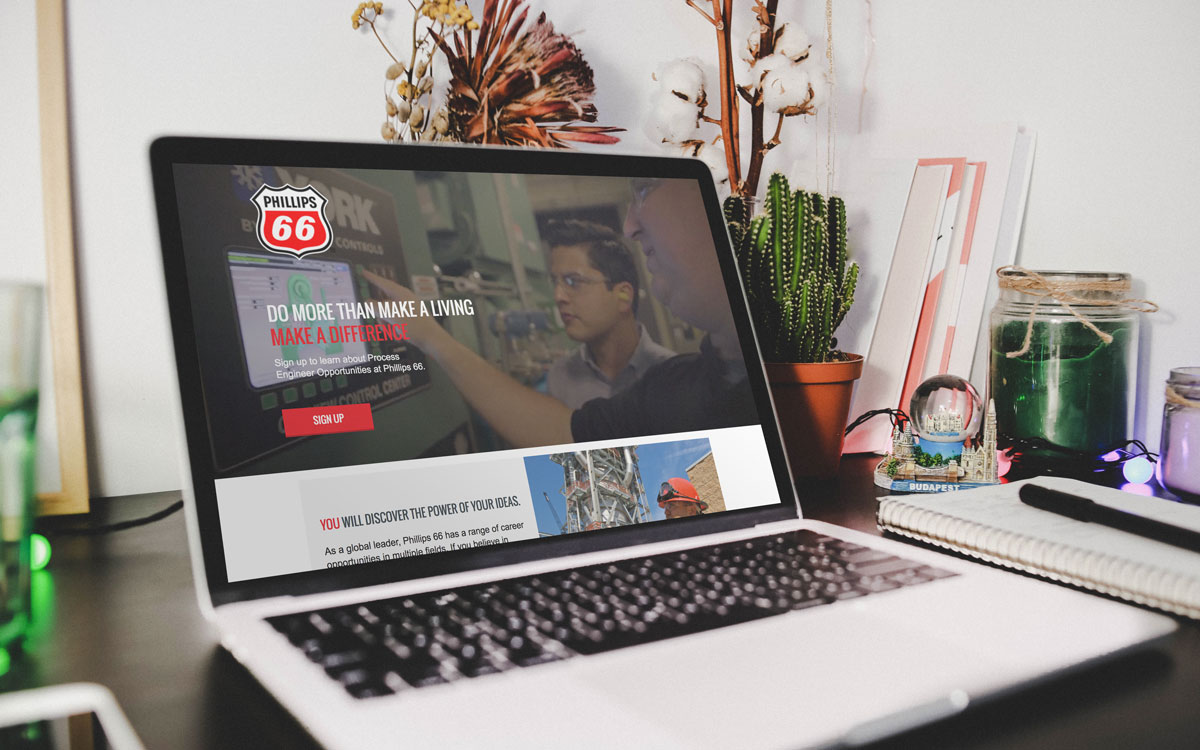 YORK
CONTROLS
PHILLIPS
66
DO MORE THAN MAKE A LIVING
MAKE A DIFFERENCE.
Sign up to learn about Process
Engineer Opportunities at Phillips 66.
CONTROL CENTER
SIGN UP
YOU WILL DISCOVER THE POWER OF YOUR IDEAS.
As a global leader, Phillips 66 has a range of career
opportunities in multiple fields. If you believe in
BUDAPEST